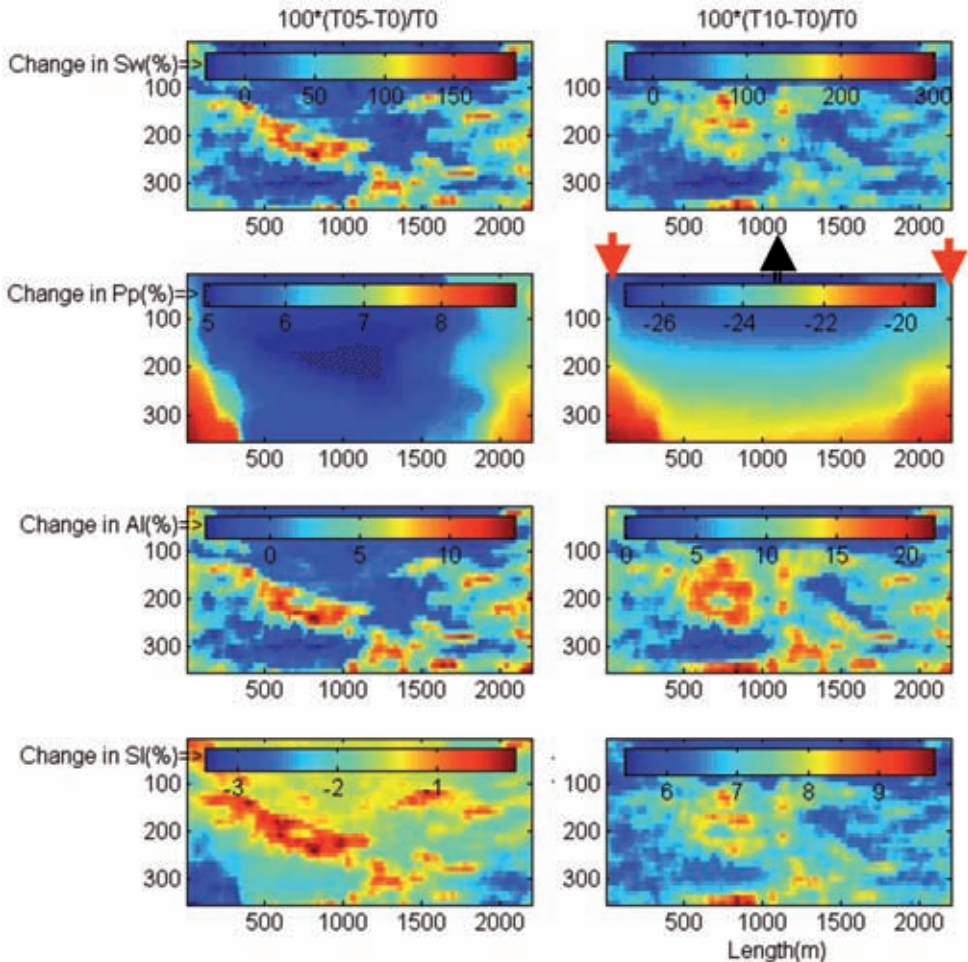 100*(T05-T0)/T0 100*(T10-T0)/T0
Change in Sw(%)=> 0 50 100 150 0 100 200 300
100 100
200 200
300 300
500 1000 1500 2000 500 1000 1500 2000
Change in Pp(%)=> 5 6 7 8 -26 -24 -22 -20
100 100
200 200
300 300
500 1000 1500 2000 500 1000 1500 2000
Change in AI(%)=> 0 5 10 0 5 10 15 20
100 100
200 200
300 300
500 1000 1500 2000 500 1000 1500 2000
Change in SI(%)=> -3 -2 -1 6 7 8 9
100 100
200 200
300 300
500 1000 1500 2000 500 1000 1500 2000
Length(m)